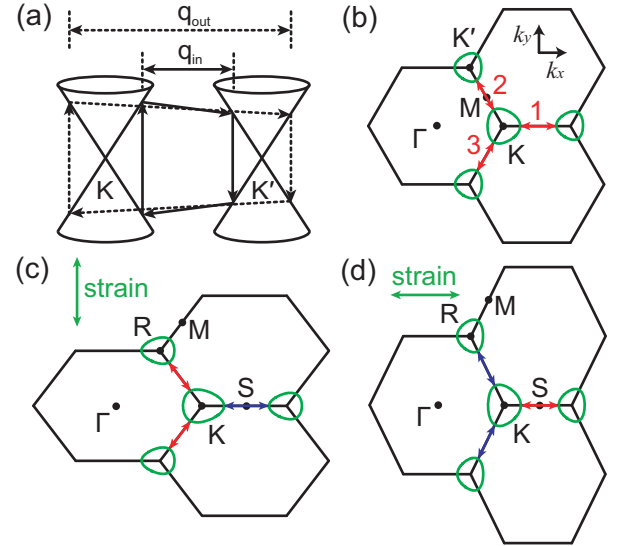 (a)
q_out
q_in
K
K′
(b)
k_y
k_x
K′
2
M
1
Γ
3
K
(c)
strain
R
M
S
Γ
K
(d)
strain
M
R
S
Γ
K